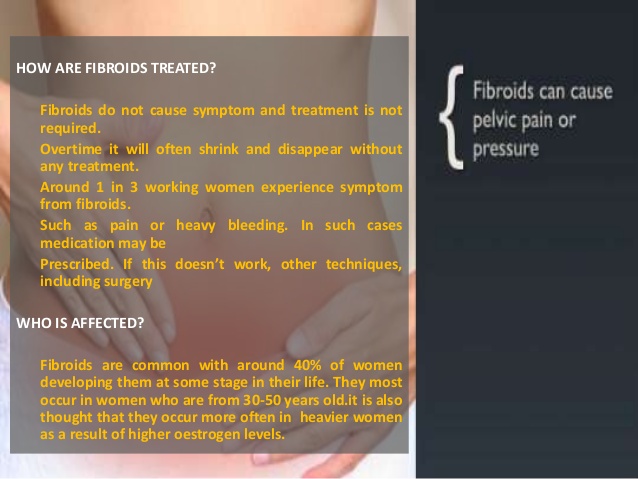 HOW ARE FIBROIDS TREATED?
Fibroids do not cause symptom and treatment is not
required.
Overtime it will often shrink and disappear without
any treatment.
Around 1 in 3 working women experience symptom
from fibroids.
Such as pain or heavy bleeding. In such cases
medication may be
Prescribed. If this doesn't work, other techniques,
including surgery
WHO IS AFFECTED?
Fibroids are common with around 40% of women
developing them at some stage in their life. They most
occur in women who are from 30-50 years old.it is also
thought that they occur more often in heavier women
as a result of higher oestrogen levels.
{ Fibroids can cause
pelvic pain or
pressure